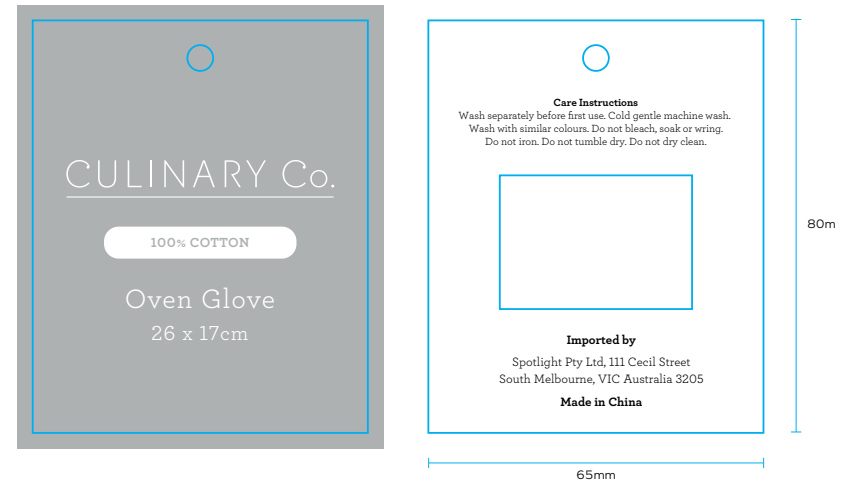 CULINARY Co.
100% COTTON
Oven Glove
26 x 17cm
Care Instructions
Wash separately before first use. Cold gentle machine wash.
Wash with similar colours. Do not bleach, soak or wring.
Do not iron. Do not tumble dry. Do not dry clean.
Imported by
Spotlight Pty Ltd, 111 Cecil Street
South Melbourne, VIC Australia 3205
Made in China
80m
65mm